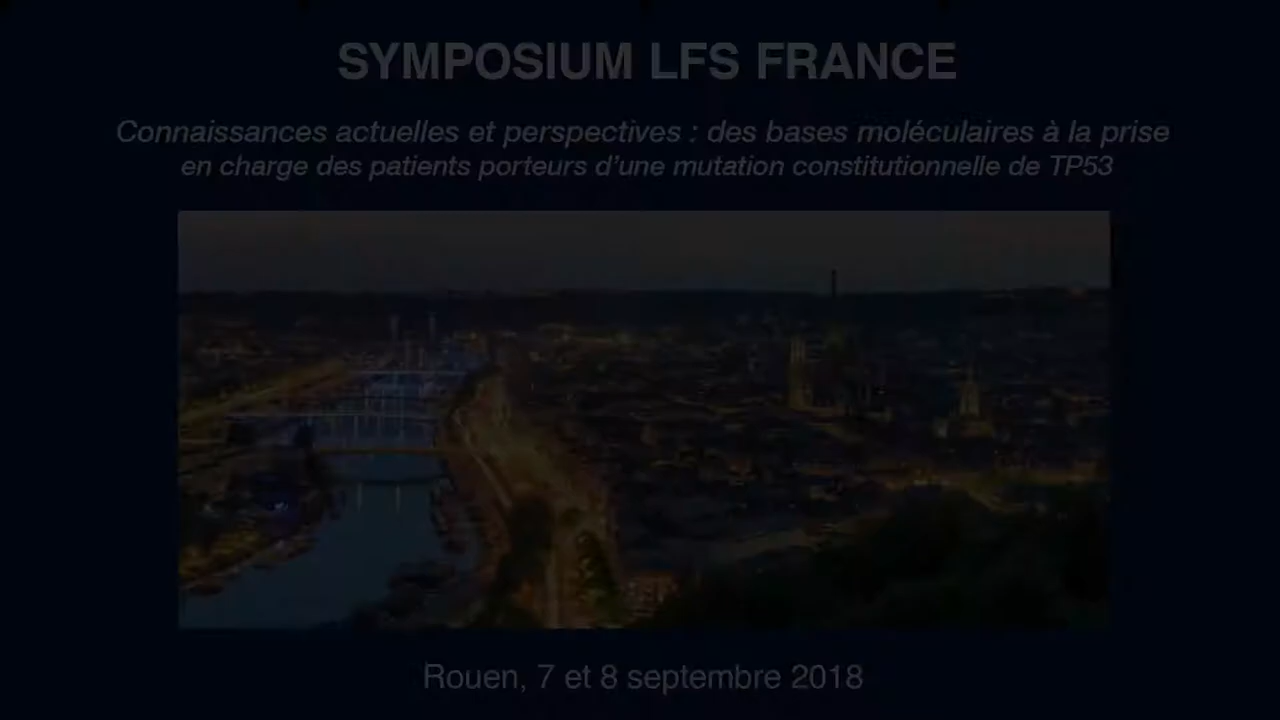 SYMPOSIUM LFS FRANCE
Connaissances actuelles et perspectives : des bases moléculaires à la prise
en charge des patients porteurs d'une mutation constitutionnelle de TP53
Rouen, 7 et 8 septembre 2018